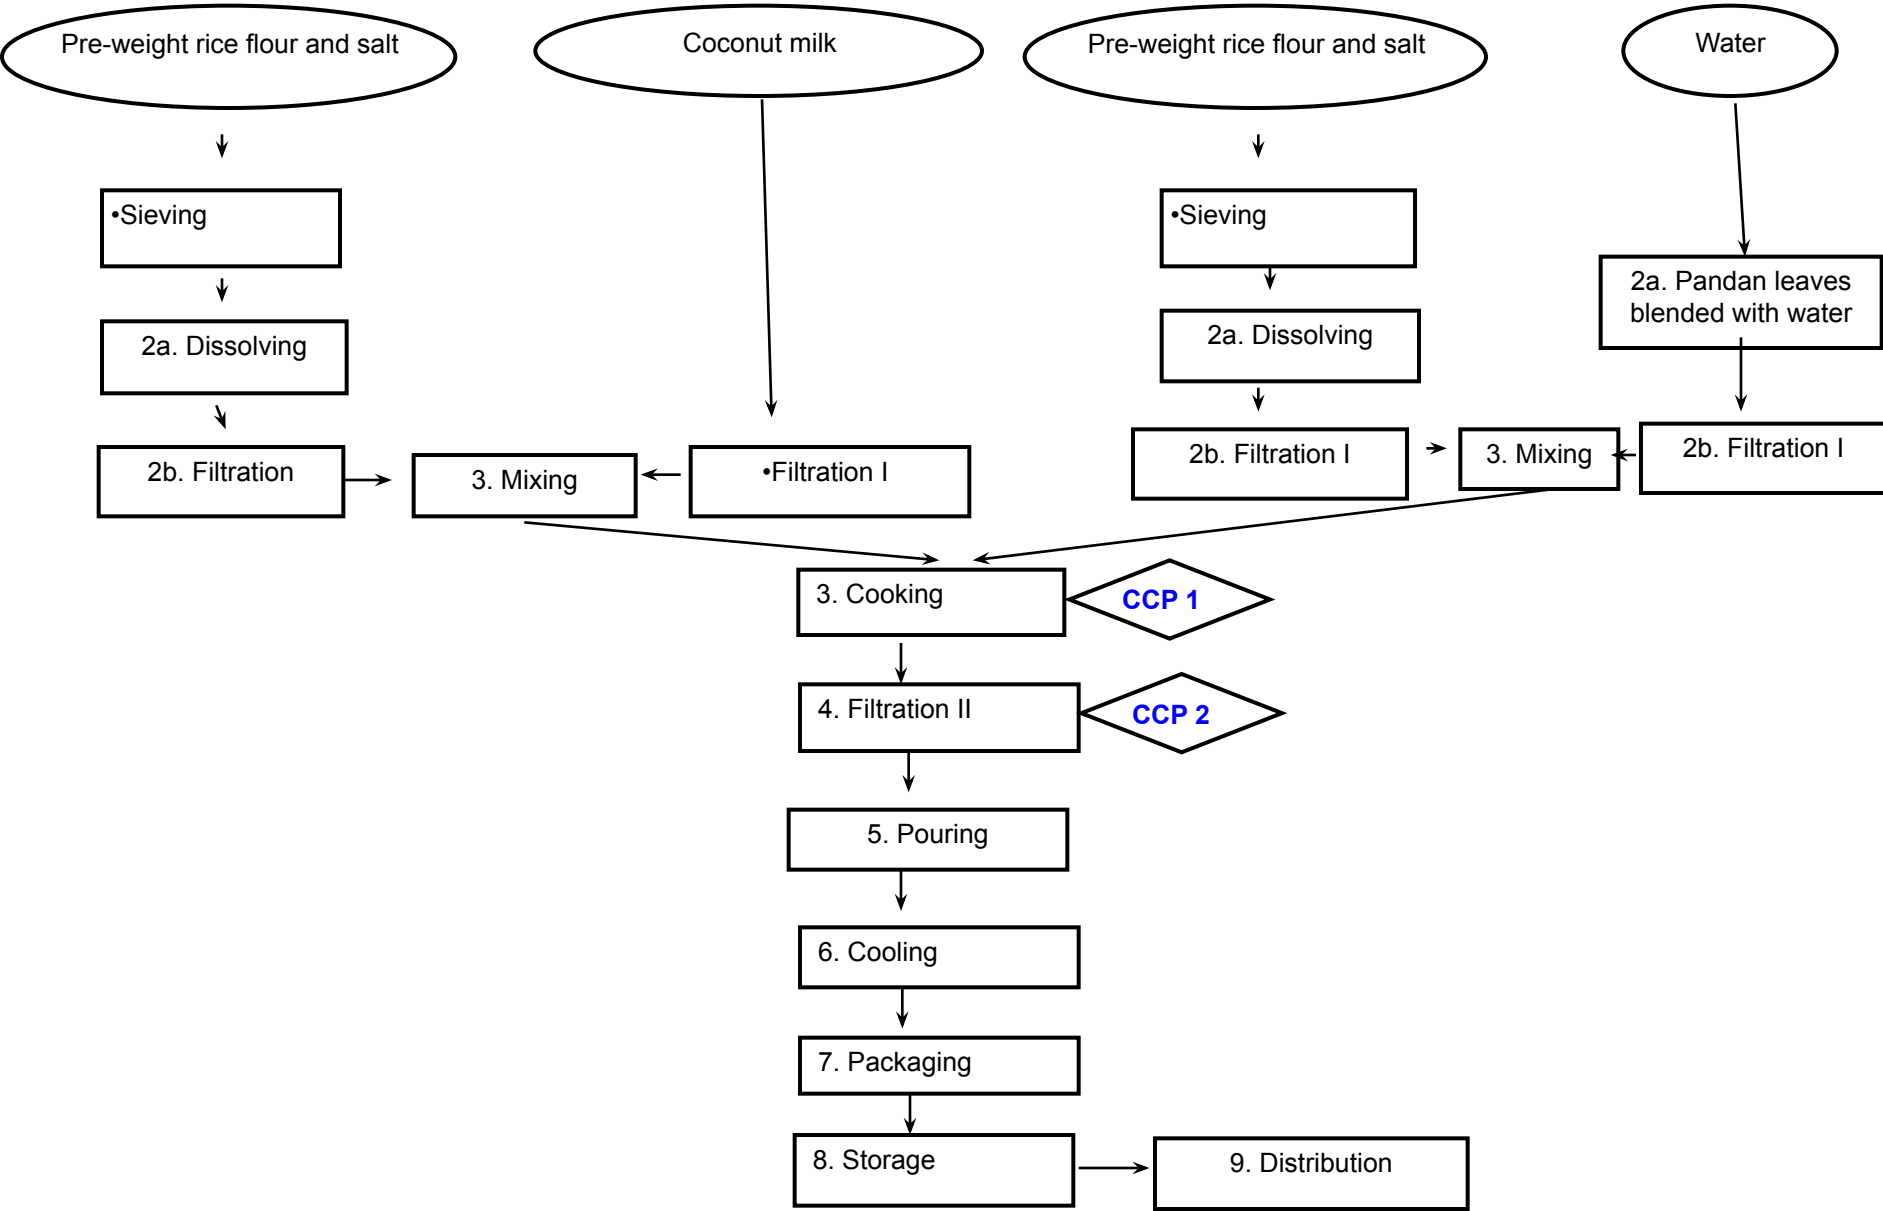 Pre-weight rice flour and salt
Coconut milk
Pre-weight rice flour and salt
Water
•Sieving
•Sieving
2a. Pandan leaves
blended with water
2a. Dissolving
2a. Dissolving
2b. Filtration
3. Mixing
•Filtration I
2b. Filtration I
3. Mixing
2b. Filtration I
3. Cooking
CCP 1
4. Filtration II
CCP 2
5. Pouring
6. Cooling
7. Packaging
8. Storage
9. Distribution